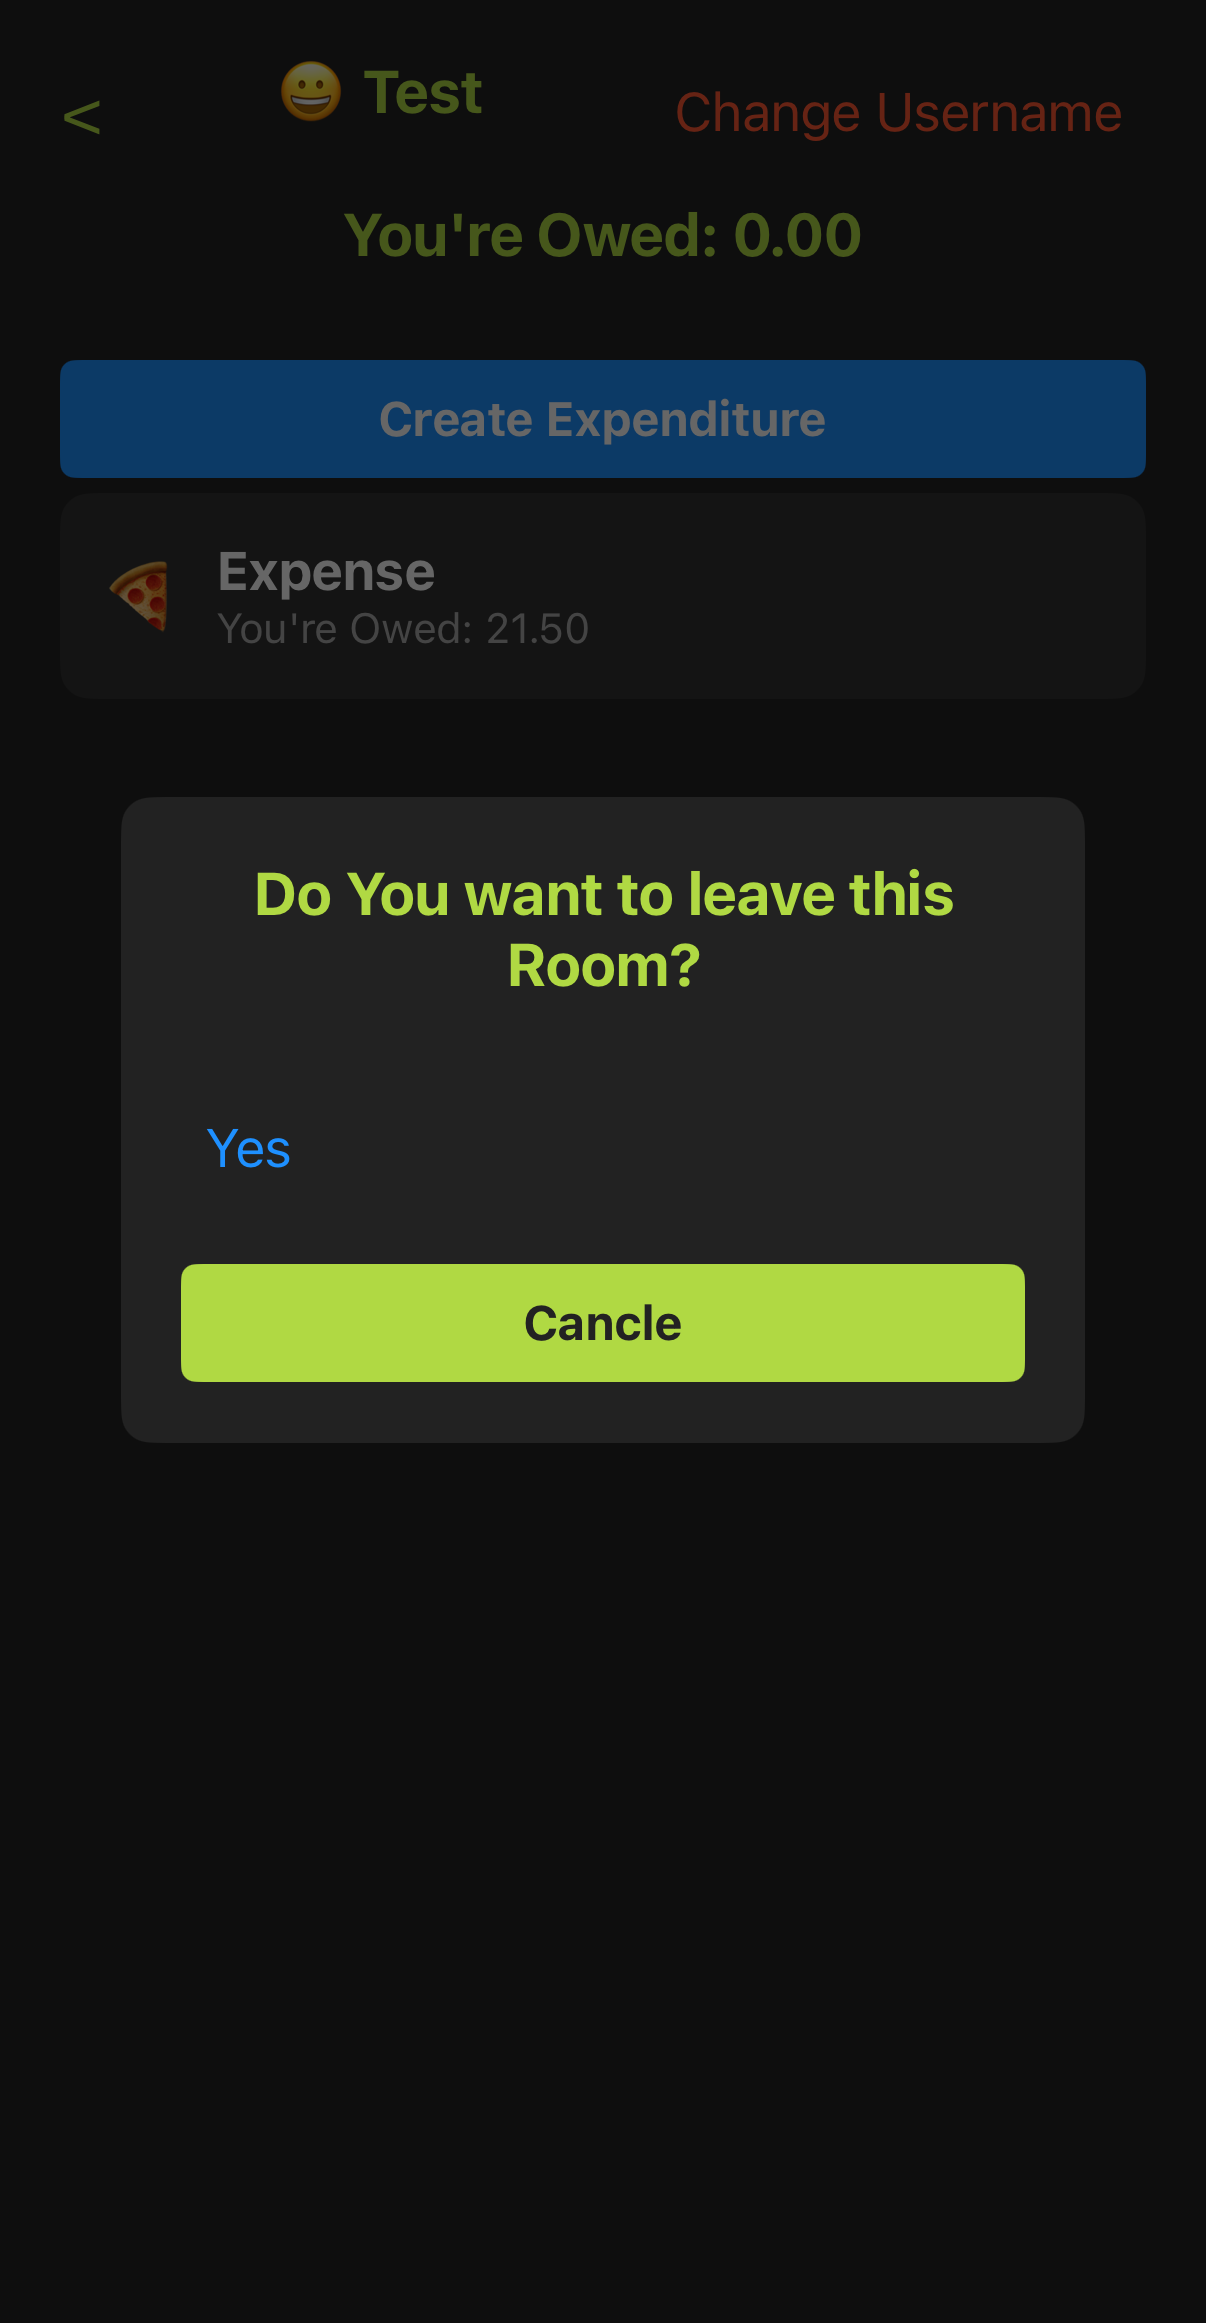 < 😀 Test Change Username
You're Owed: 0.00
Create Expenditure
Expense
You're Owed: 21.50
Do You want to leave this
Room?
Yes
Cancle